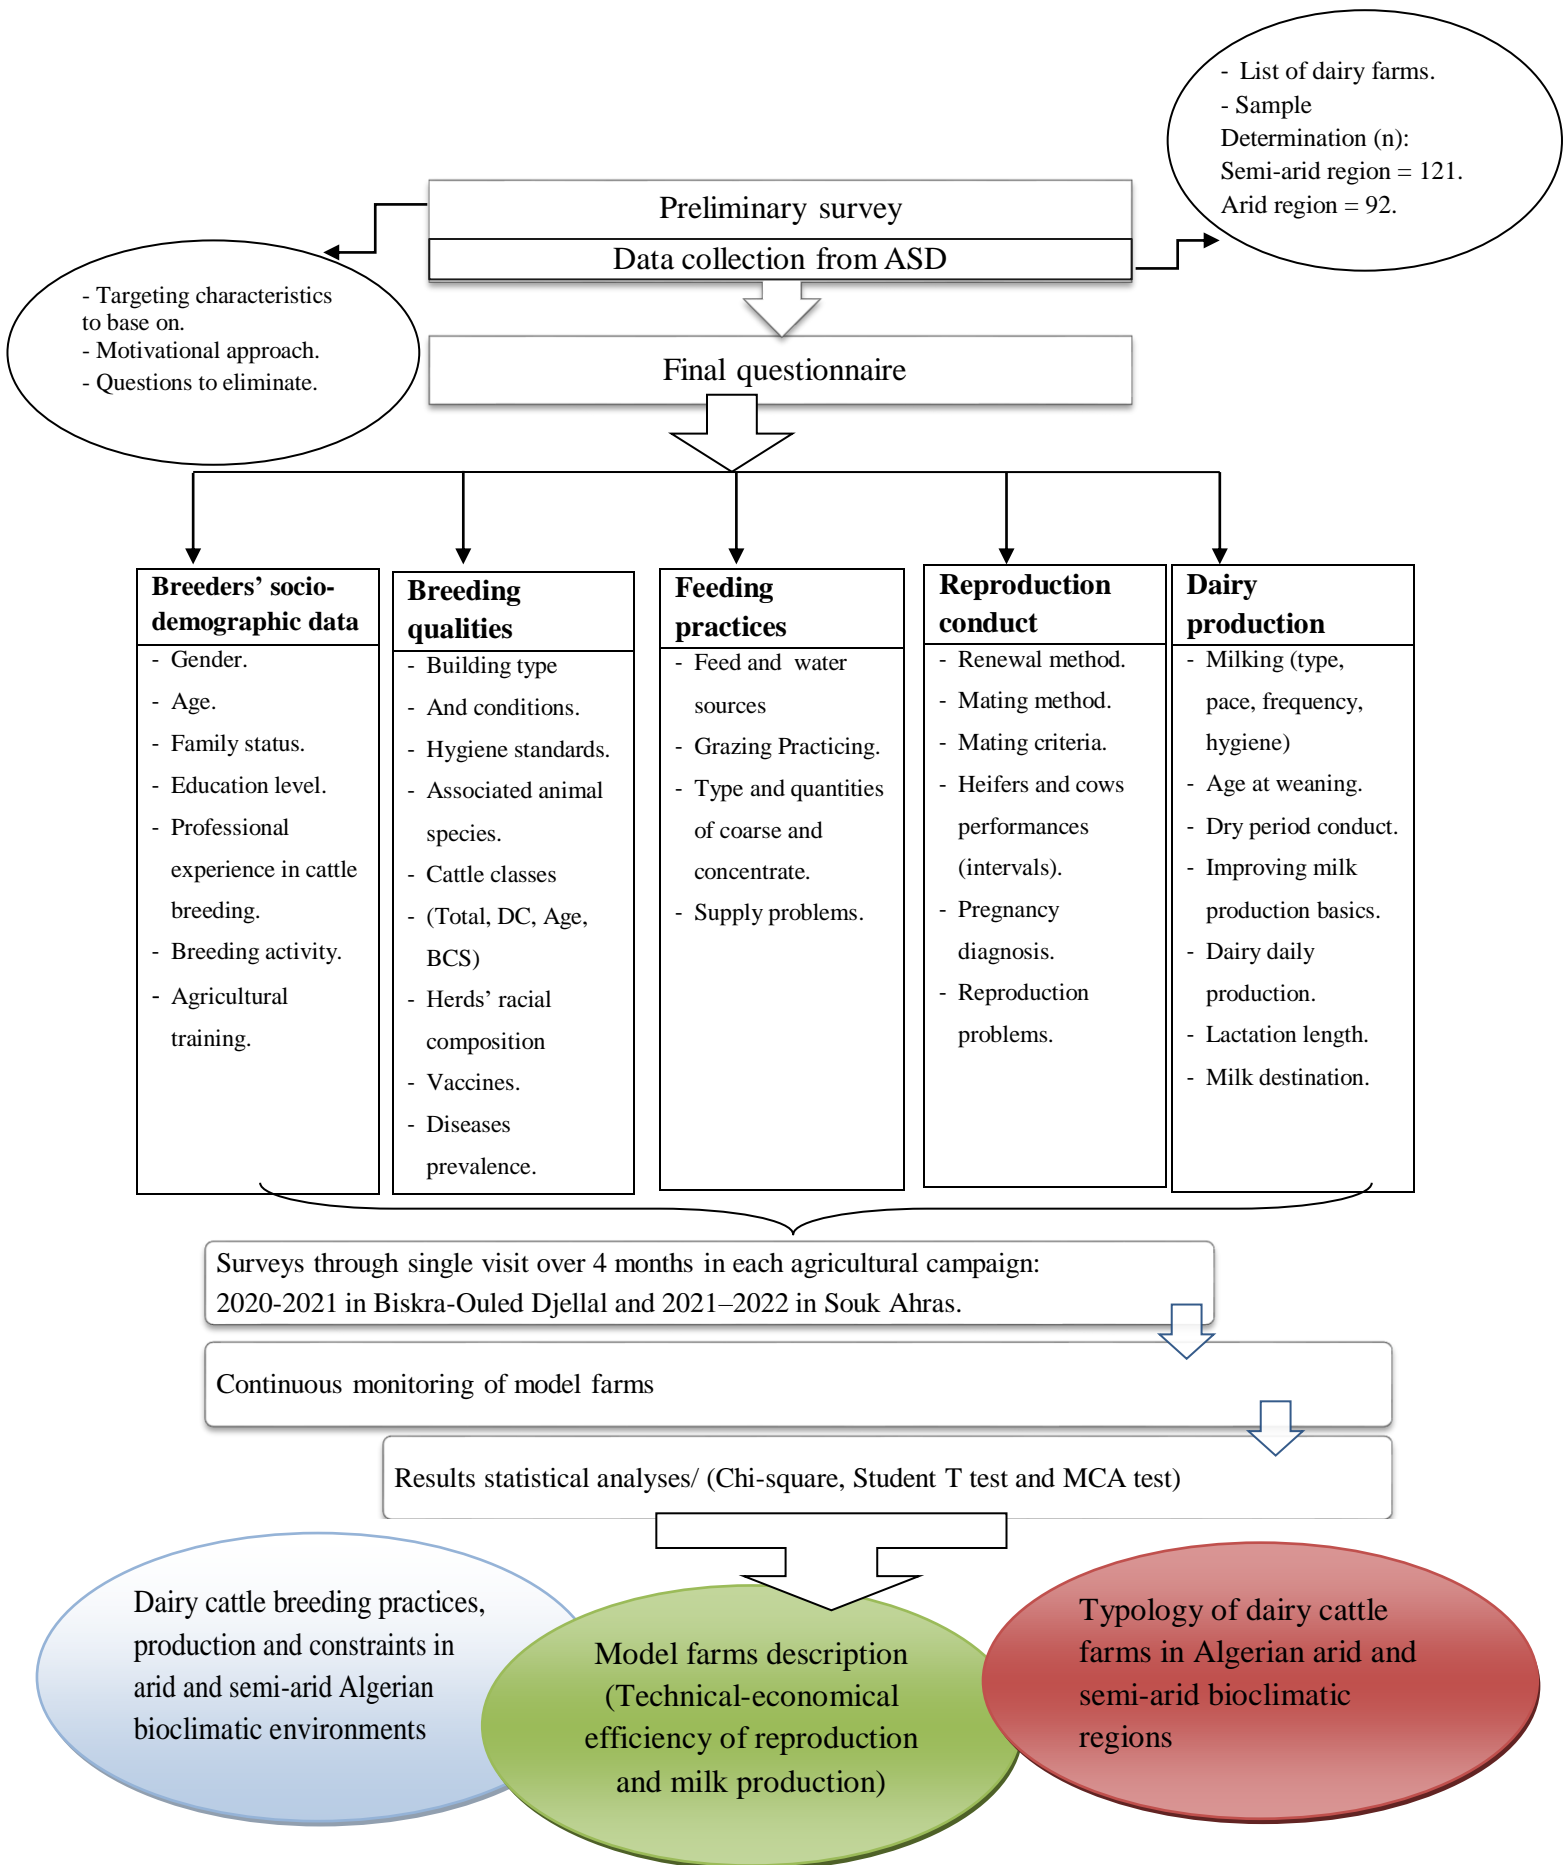 - List of dairy farms.
- Sample
Determination (n):
Semi-arid region = 121.
Arid region = 92.
Preliminary survey
Data collection from ASD
- Targeting characteristics
to base on.
- Motivational approach.
- Questions to eliminate.
Final questionnaire
Breeders’ socio-
demographic data
- Gender.
- Age.
- Family status.
- Education level.
- Professional
experience in cattle
breeding.
- Breeding activity.
- Agricultural
training.
Breeding
qualities
- Building type
- And conditions.
- Hygiene standards.
- Associated animal
species.
- Cattle classes
- (Total, DC, Age,
BCS)
- Herds’ racial
composition
- Vaccines.
- Diseases
prevalence.
Feeding
practices
- Feed and water
sources
- Grazing Practicing.
- Type and quantities
of coarse and
concentrate.
- Supply problems.
Reproduction
conduct
- Renewal method.
- Mating method.
- Mating criteria.
- Heifers and cows
performances
(intervals).
- Pregnancy
diagnosis.
- Reproduction
problems.
Dairy
production
- Milking (type,
pace, frequency,
hygiene)
- Age at weaning.
- Dry period conduct.
- Improving milk
production basics.
- Dairy daily
production.
- Lactation length.
- Milk destination.
Surveys through single visit over 4 months in each agricultural campaign:
2020-2021 in Biskra-Ouled Djellal and 2021–2022 in Souk Ahras.
Continuous monitoring of model farms
Results statistical analyses/ (Chi-square, Student T test and MCA test)
Dairy cattle breeding practices,
production and constraints in
arid and semi-arid Algerian
bioclimatic environments
Model farms description
(Technical-economical
efficiency of reproduction
and milk production)
Typology of dairy cattle
farms in Algerian arid and
semi-arid bioclimatic
regions